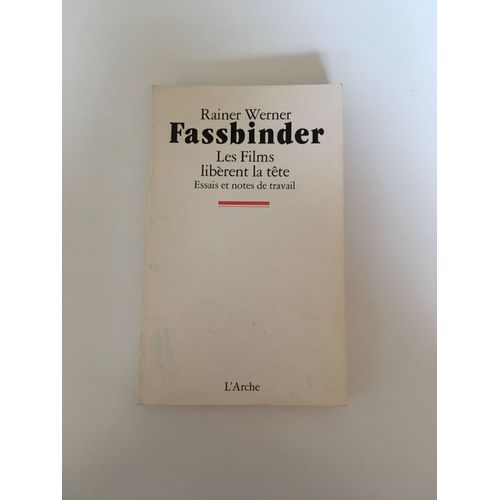 Rainer Werner
Fassbinder
Les Films
libèrent la tête
Essais et notes de travail
L'Arche